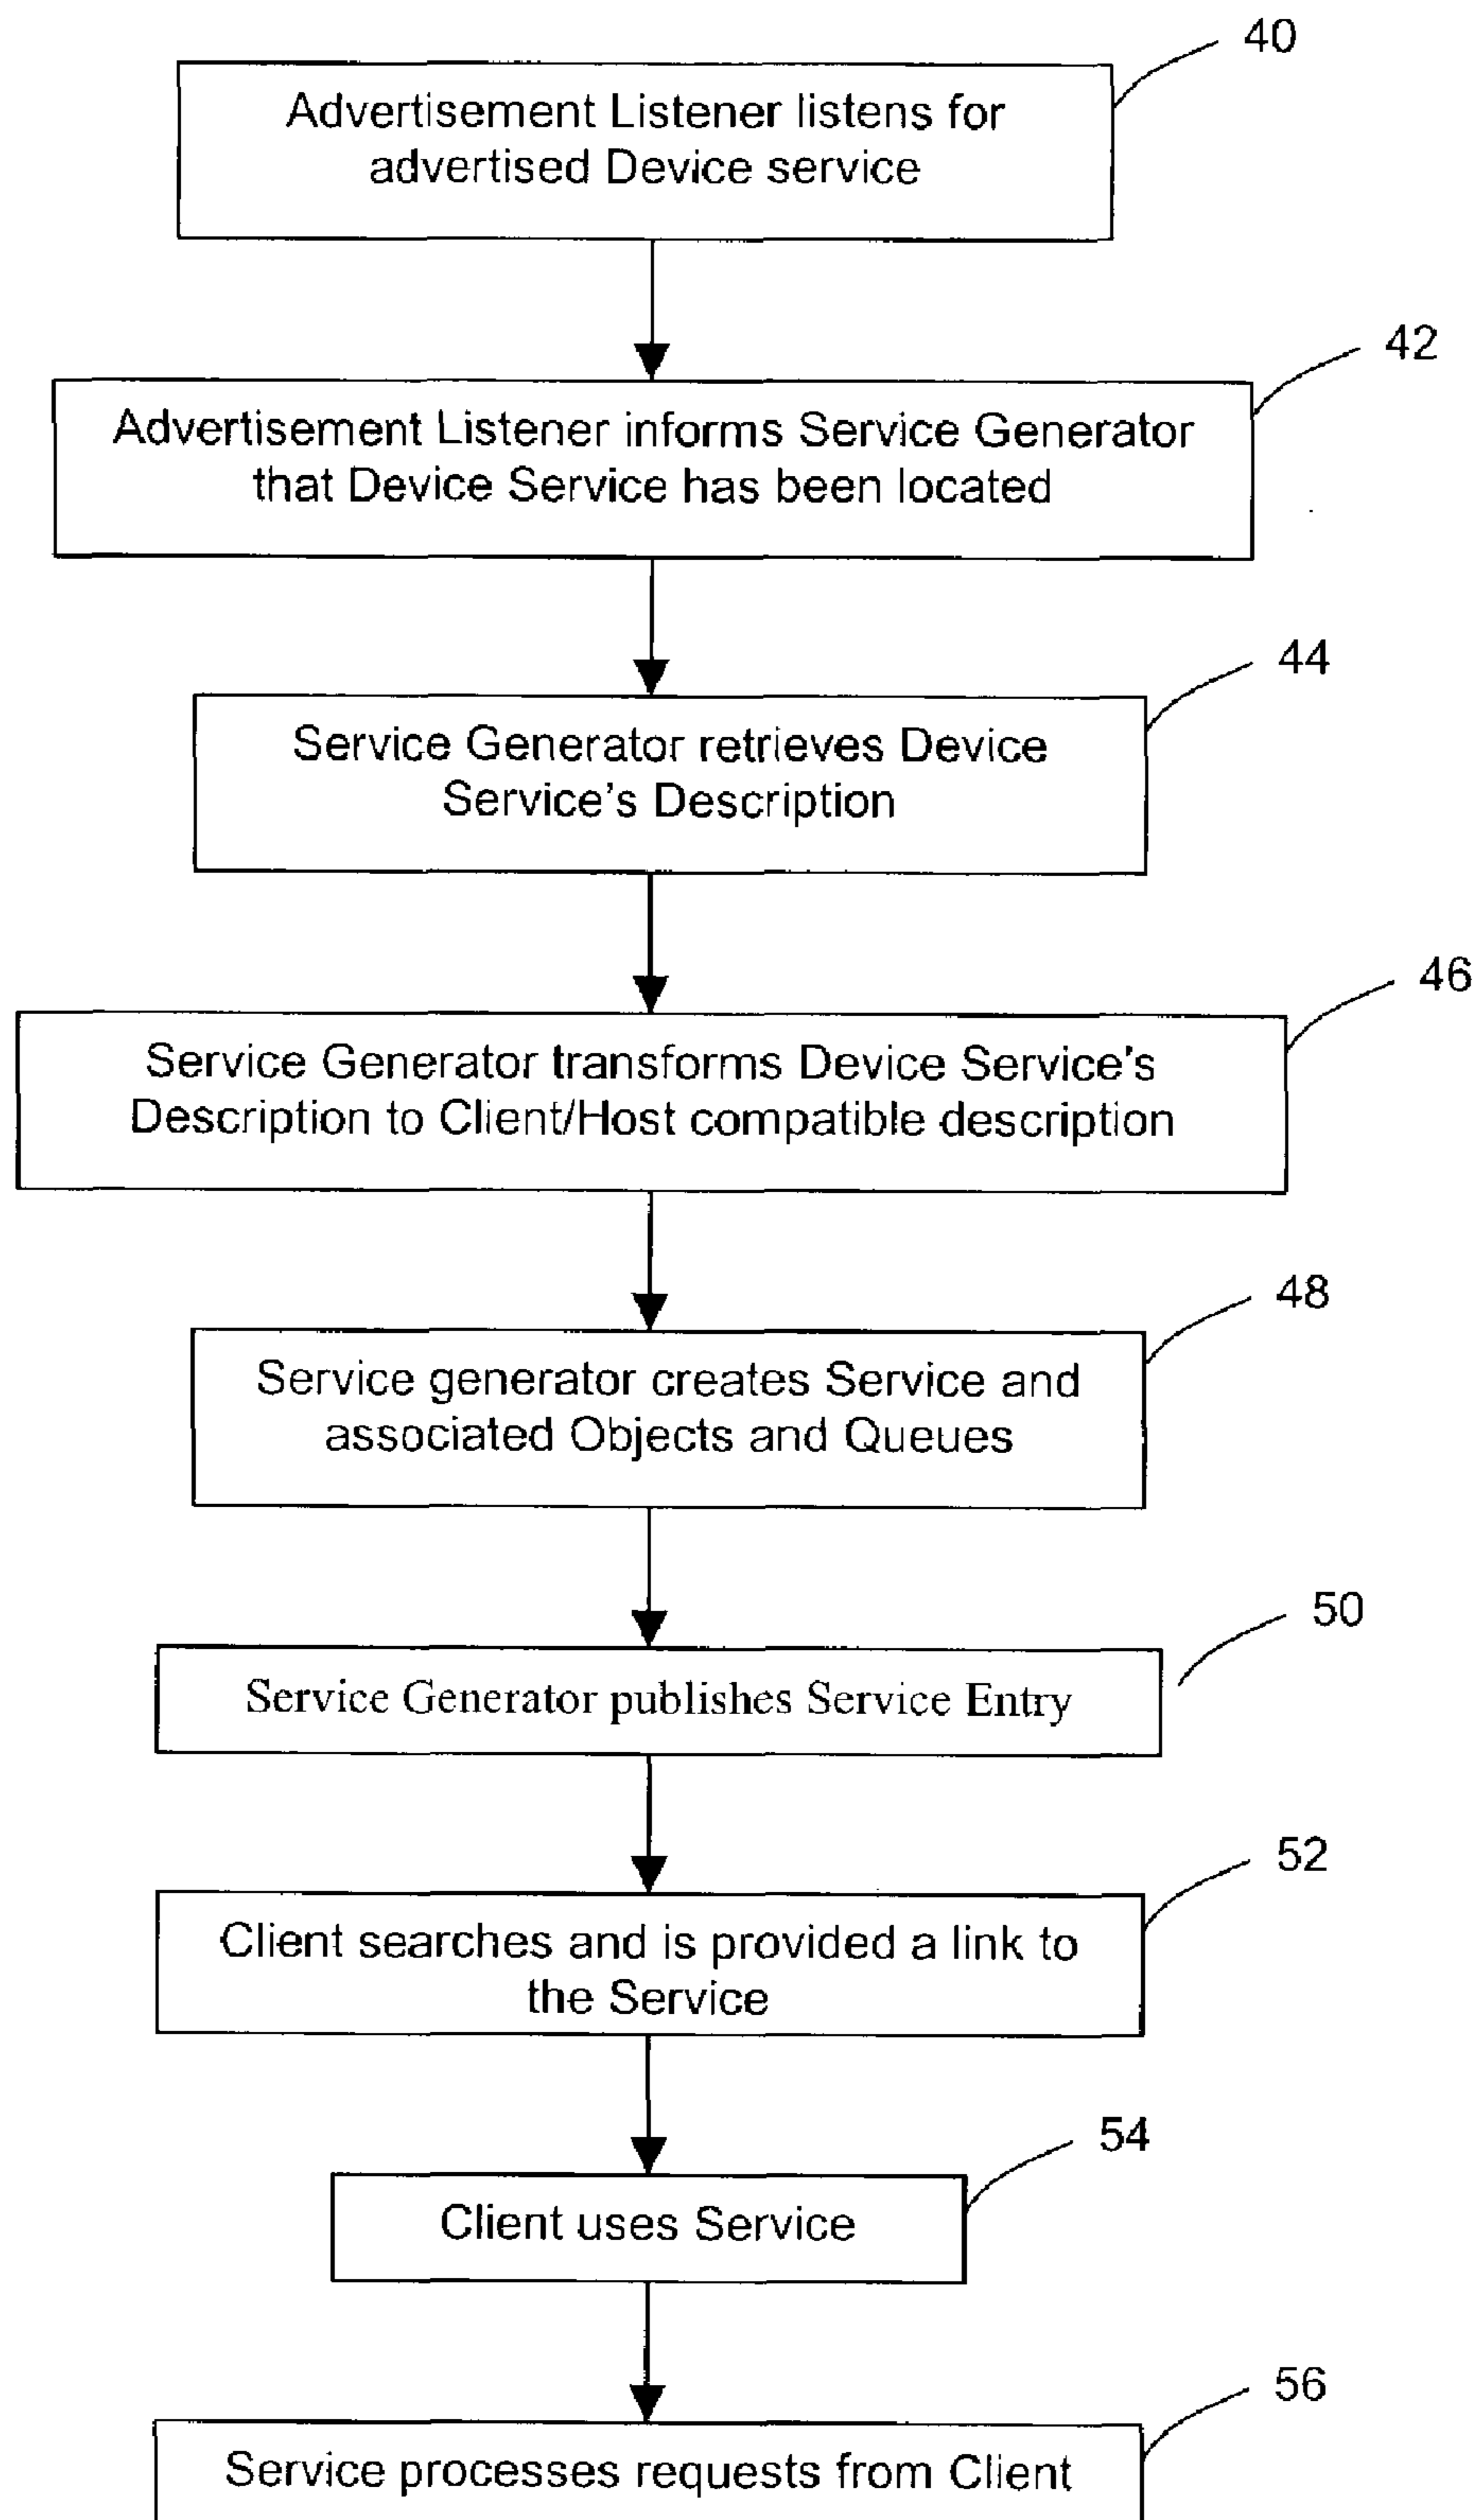 40
Advertisement Listener listens for
advertised Device service
42
Advertisement Listener informs Service Generator
that Device Service has been located
44
Service Generator retrieves Device
Service's Description
46
Service Generator transforms Device Service's
Description to Client/Host compatible description
48
Service generator creates Service and
associated Objects and Queues
50
Service Generator publishes Service Entry
52
Client searches and is provided a link to
the Service
54
Client uses Service
56
Service processes requests from Client